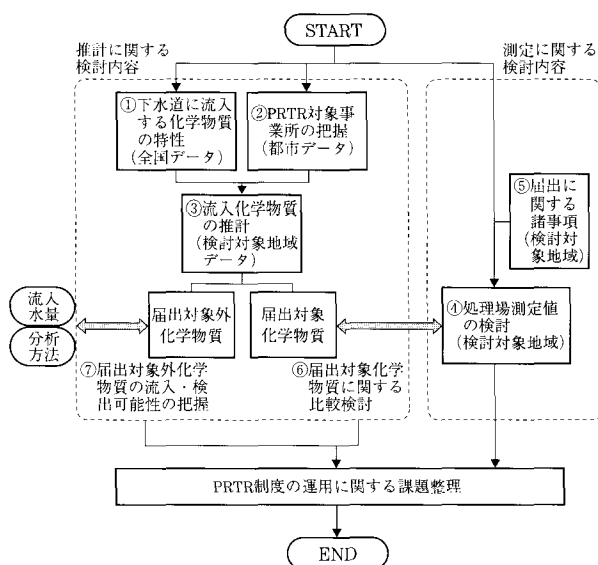 START
推計に関する
検討内容
測定に関する
検討内容
①下水道に流入
する化学物質
の特性
(全国データ)
②PRTR対象事
業所の把握
(都市データ)
③流入化学物質
の推計
(検討対象地域
データ)
⑤届出に
関する
諸事項
(検討対
象地域)
流入
水量
分析
方法
届出対象外
化学物質
届出対象
化学物質
④処理場測定値
の検討
(検討対象地域)
⑦届出対象外化学
物質の流入・検
出可能性の把握
⑥届出対象化学
物質に関する
比較検討
PRTR制度の運用に関する課題整理
END